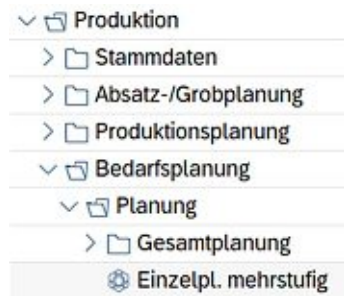 Produktion
Stammdaten
Absatz-/Grobplanung
Produktionsplanung
Bedarfsplanung
Planung
Gesamtplanung
Einzelpl. mehrstufig